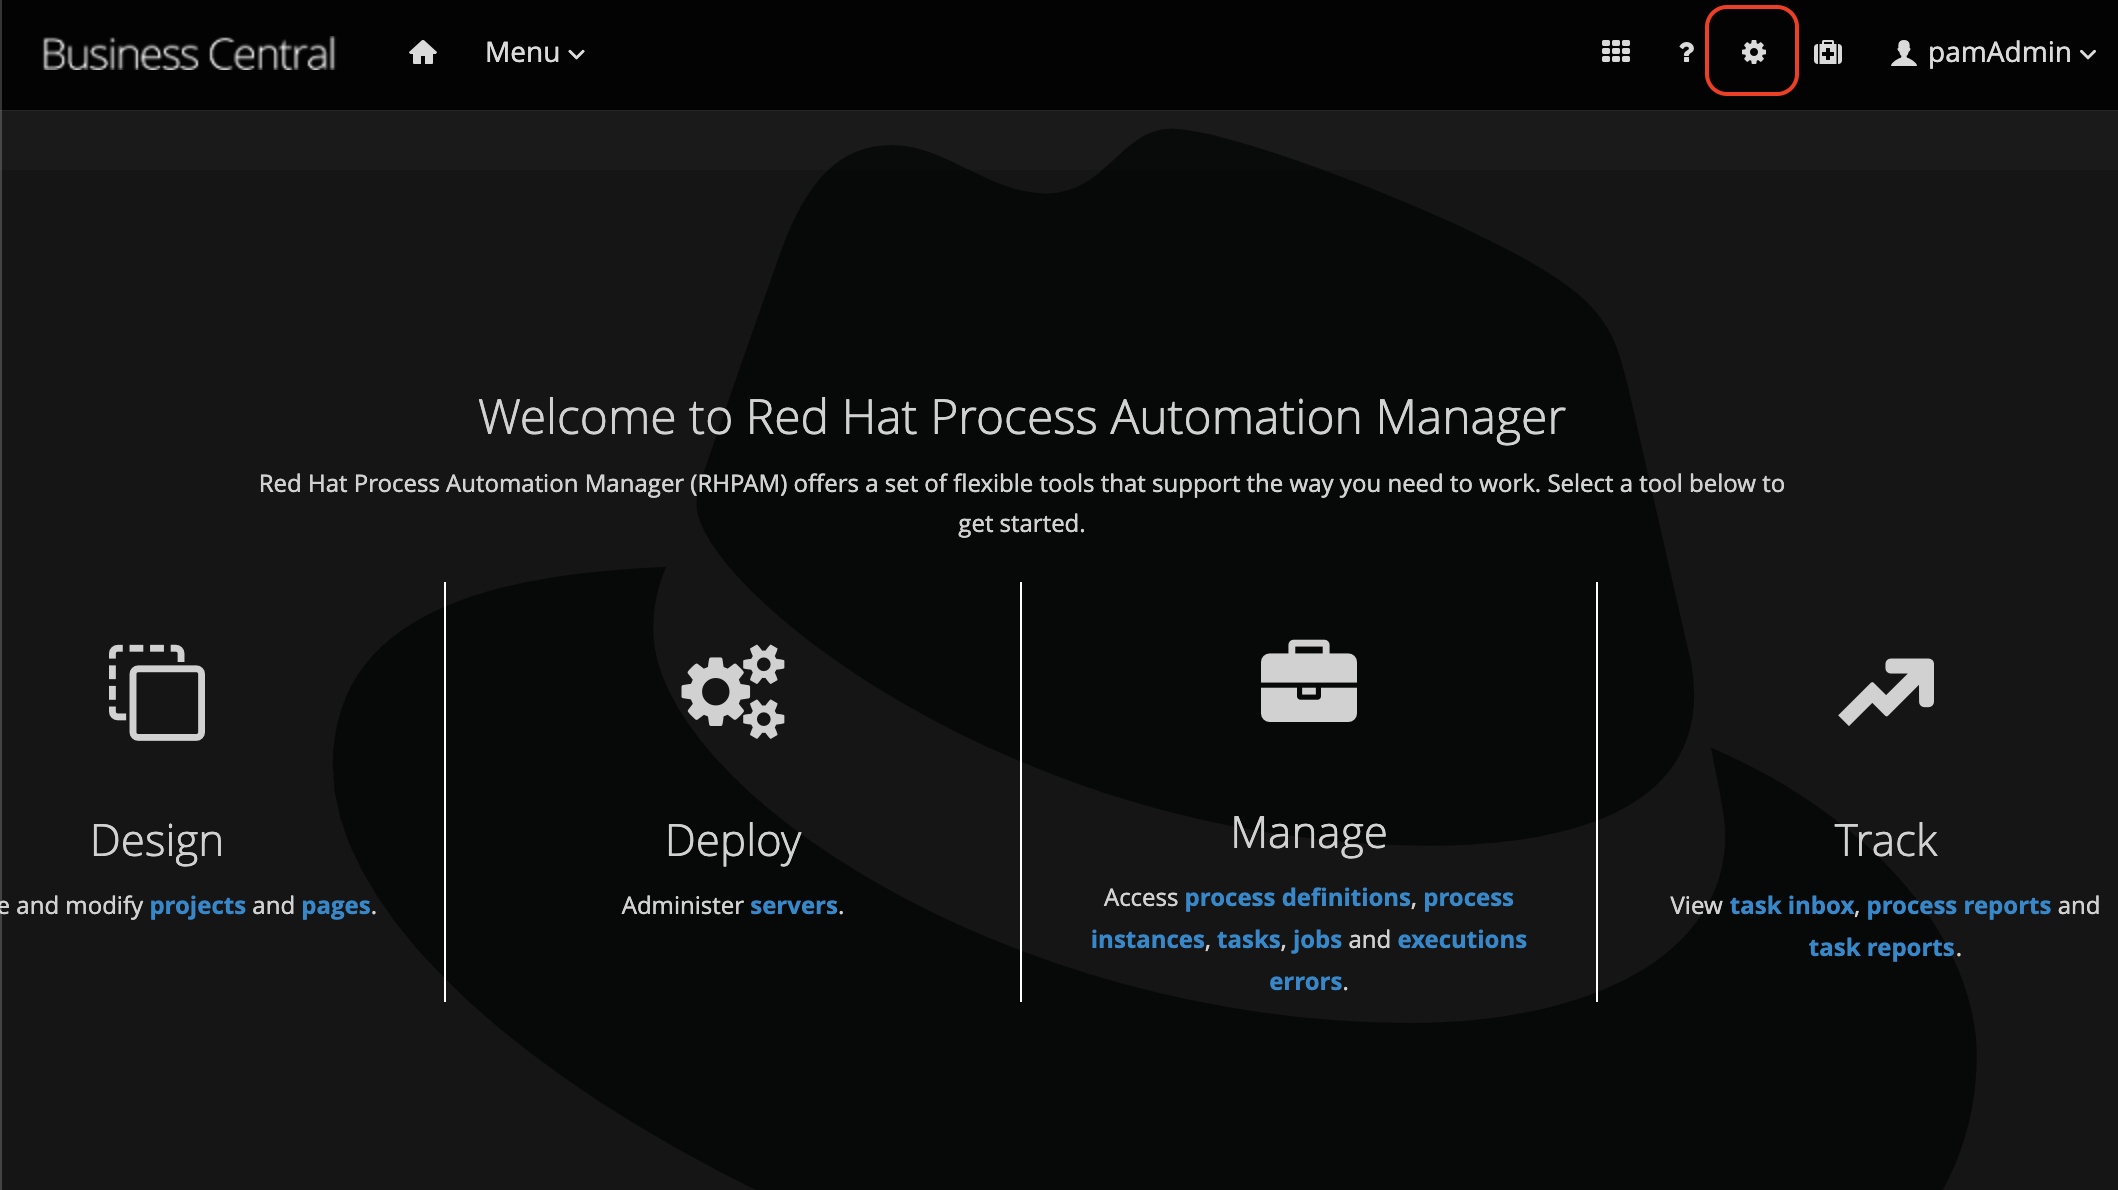 Business Central
Menu
?
pamAdmin
Welcome to Red Hat Process Automation Manager
Red Hat Process Automation Manager (RHPAM) offers a set of flexible tools that support the way you need to work. Select a tool below to
get started.
Design
e and modify projects and pages.
Deploy
Administer servers.
Manage
Access process definitions, process
instances, tasks, jobs and executions
errors.
Track
View task inbox, process reports and
task reports.